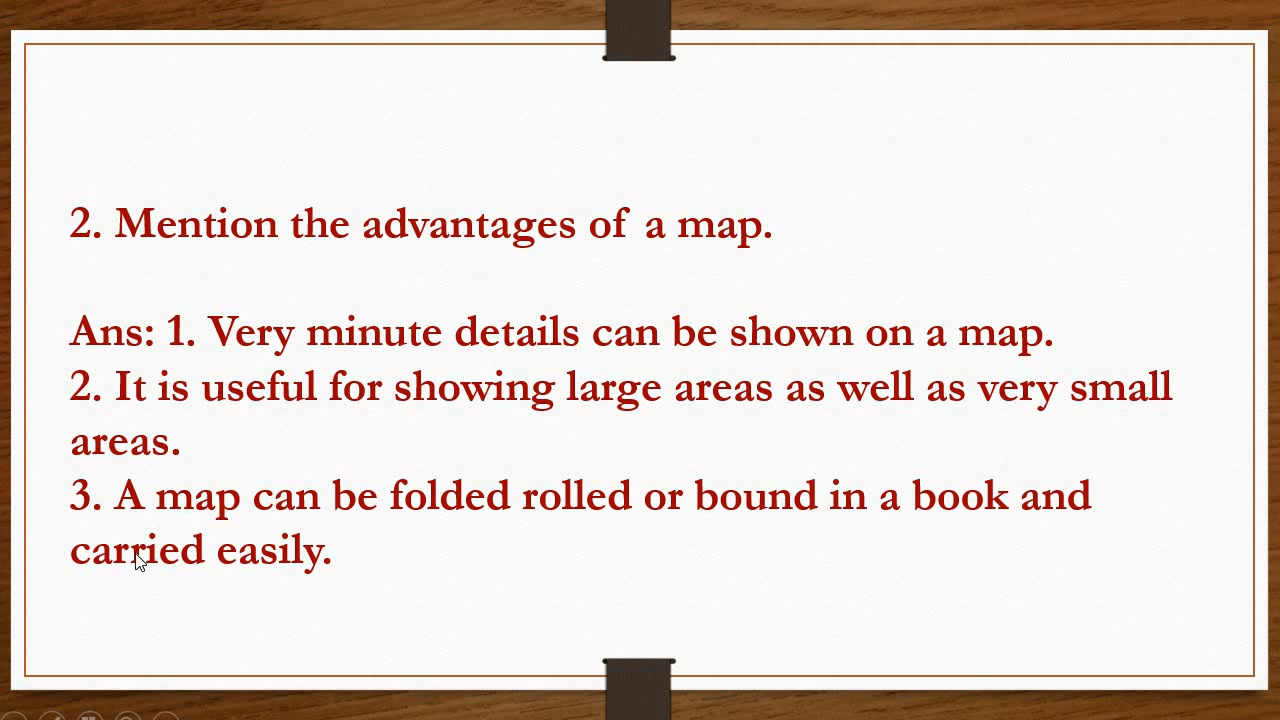 2. Mention the advantages of a map.
Ans: 1. Very minute details can be shown on a map.
2. It is useful for showing large areas as well as very small
areas.
3. A map can be folded rolled or bound in a book and
carried easily.